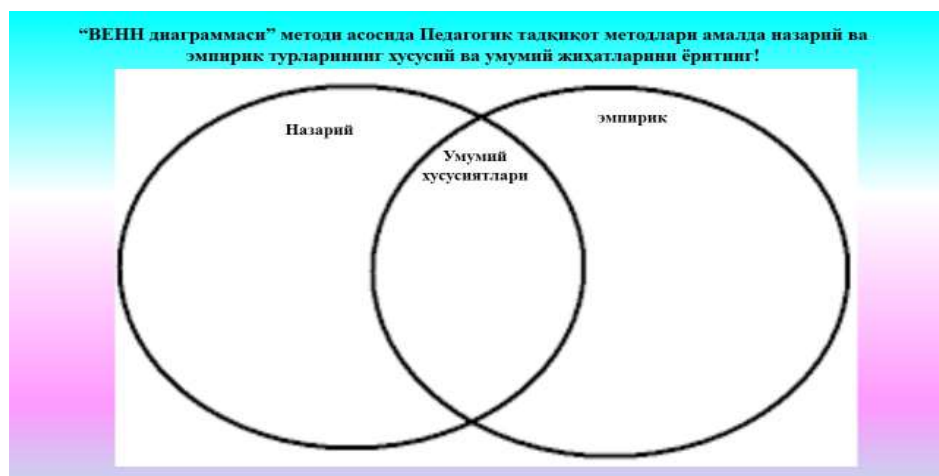 “ВЕНН диаграммаси” методи асосида Педагогик тадқиқот методлари амалда назарий ва
эмпирик турларининг хусусий ва умумий жиҳатларини ёритинг!
Назарий
эмпирик
Умумий
хусусиятлари